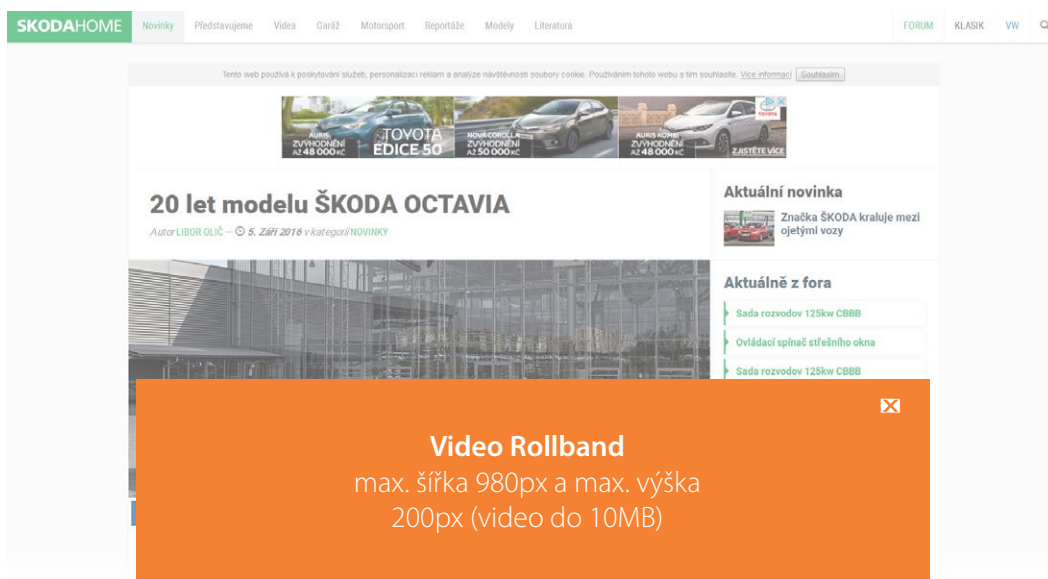 SKODAHOME Novinky Představujeme Videa Garáž Motorsport Reportáže Modely Literatura FORUM KLASIK VW
Tento web používá k poskytování služeb, personalizaci reklam a analýze návštěvnosti soubory cookie. Používáním tohoto webu s tím souhlasíte. Více informací Souhlasím.
AURIS
ZVÝHODNĚNÍ
AŽ 48 000 KČ
TOYOTA
EDICE 50
NOVÁ COROLLA
ZVÝHODNĚNÍ
AŽ 50 000 KČ
AURIS KOMBI
ZVÝHODNĚNÍ
AŽ 48 000 KČ
TOYOTA
ZJISTĚTE VÍCE
20 let modelu ŠKODA OCTAVIA
Autor LIBOR OLIČ – 5. Září 2016 v kategorii NOVINKY
Aktuální novinka
Značka ŠKODA kraluje mezi
ojetými vozy
Aktuálně z fora
Sada rozvodov 125kw CBBB
Ovládací spínač střešního okna
Sada rozvodov 125kw CBBB
Video Rollband
max. šířka 980px a max. výška
200px (video do 10MB)